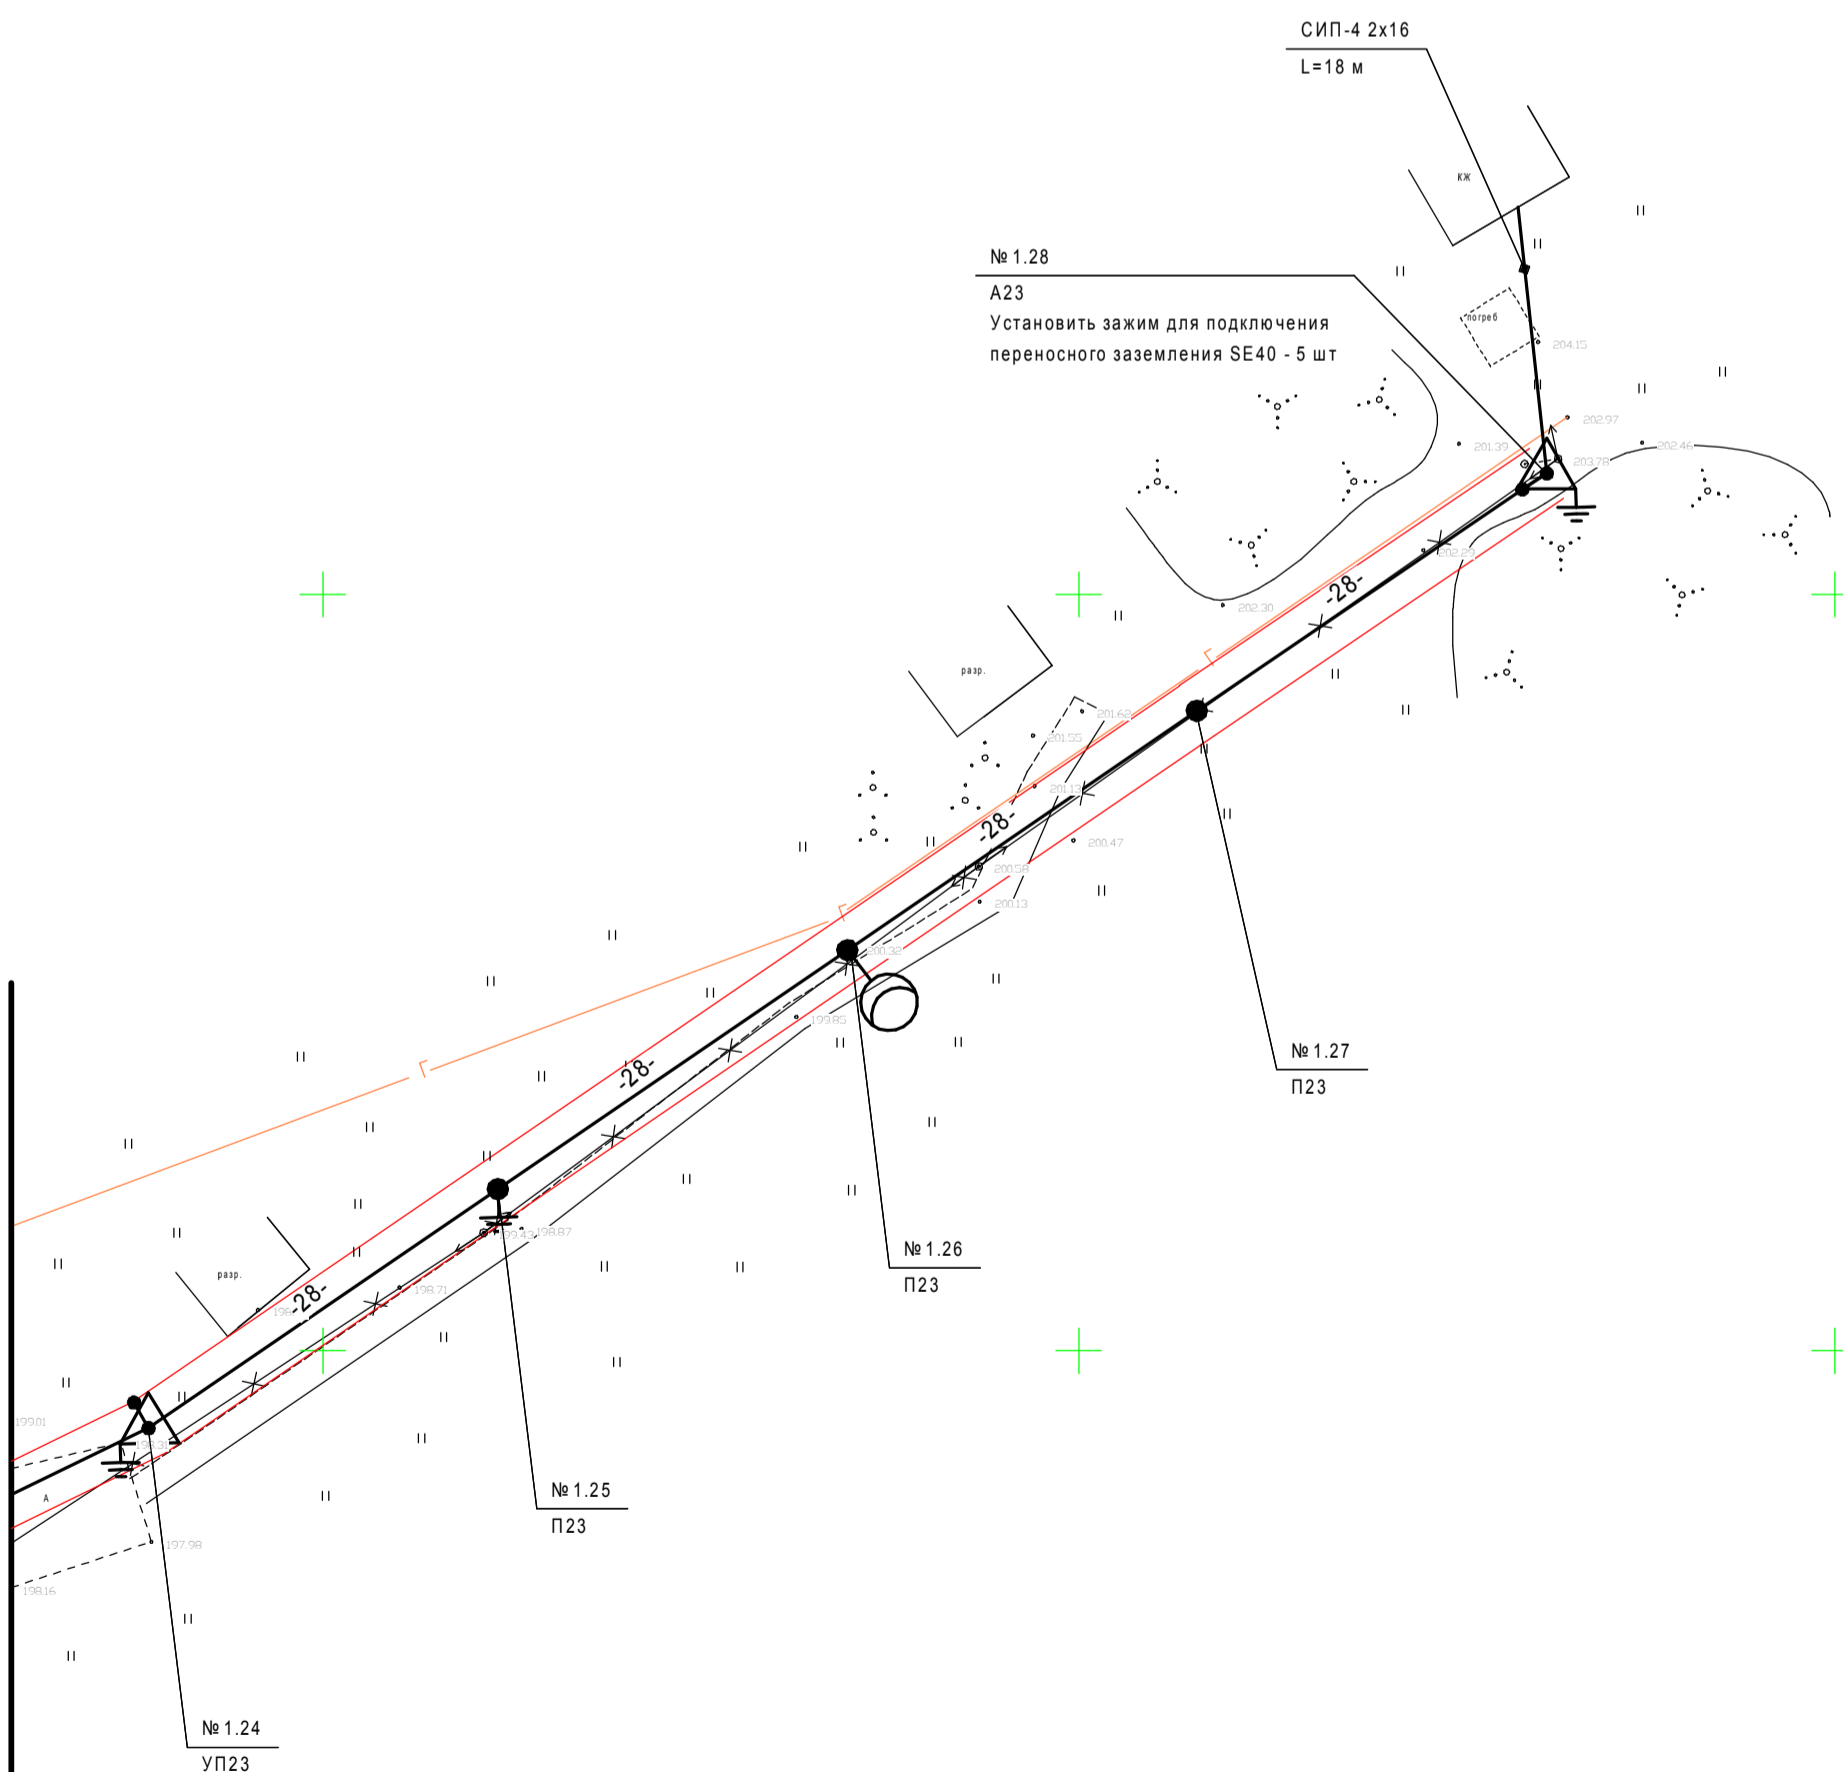 СИП-4 2х16
L=18 м
кж
№ 1.28
А23
Установить зажим для подключения
переносного заземления SE40 - 5 шт
погреб
204.15
202.97
201.39
202.46
203.78
202.29
-28-
202.30
разр.
201.62
201.55
201.13
-28-
200.47
200.58
200.13
200.32
199.85
№ 1.27
П23
-28-
199.43
198.87
№ 1.26
П23
разр.
198.71
-28-
199.01
198.31
А
№ 1.25
П23
197.98
198.16
№ 1.24
УП23